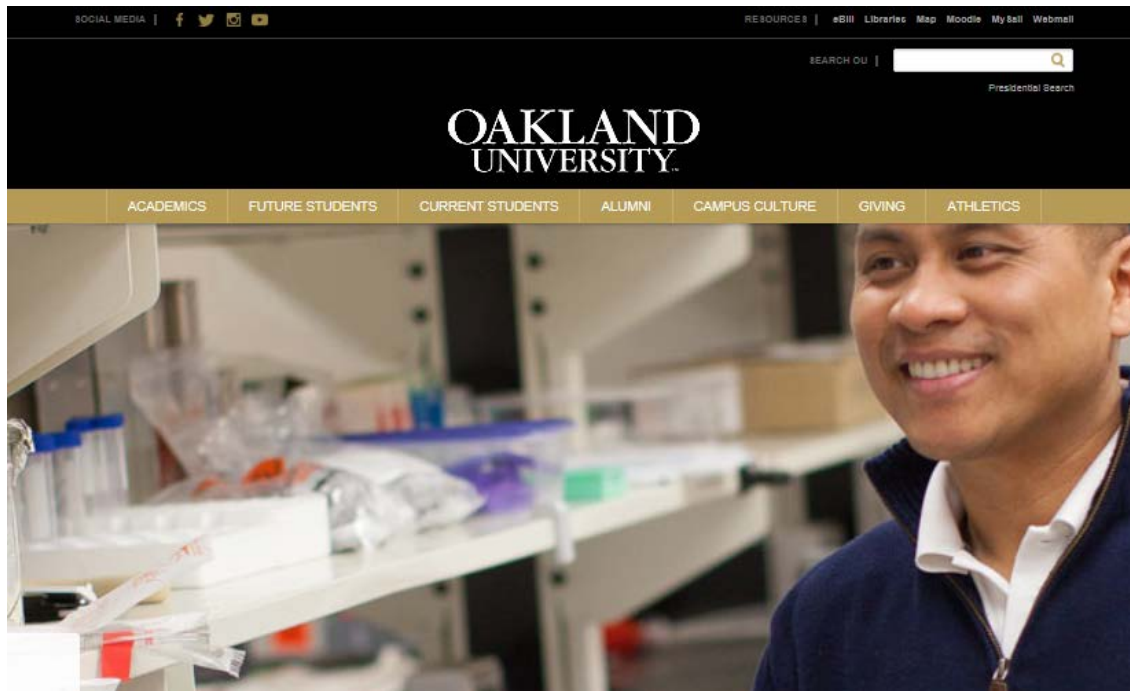 SOCIAL MEDIA | RESOURCES | eBill Libraries Map Moodle MySail Webmail
SEARCH OU |
Presidential Search
OAKLAND
UNIVERSITY™
ACADEMICS FUTURE STUDENTS CURRENT STUDENTS ALUMNI CAMPUS CULTURE GIVING ATHLETICS